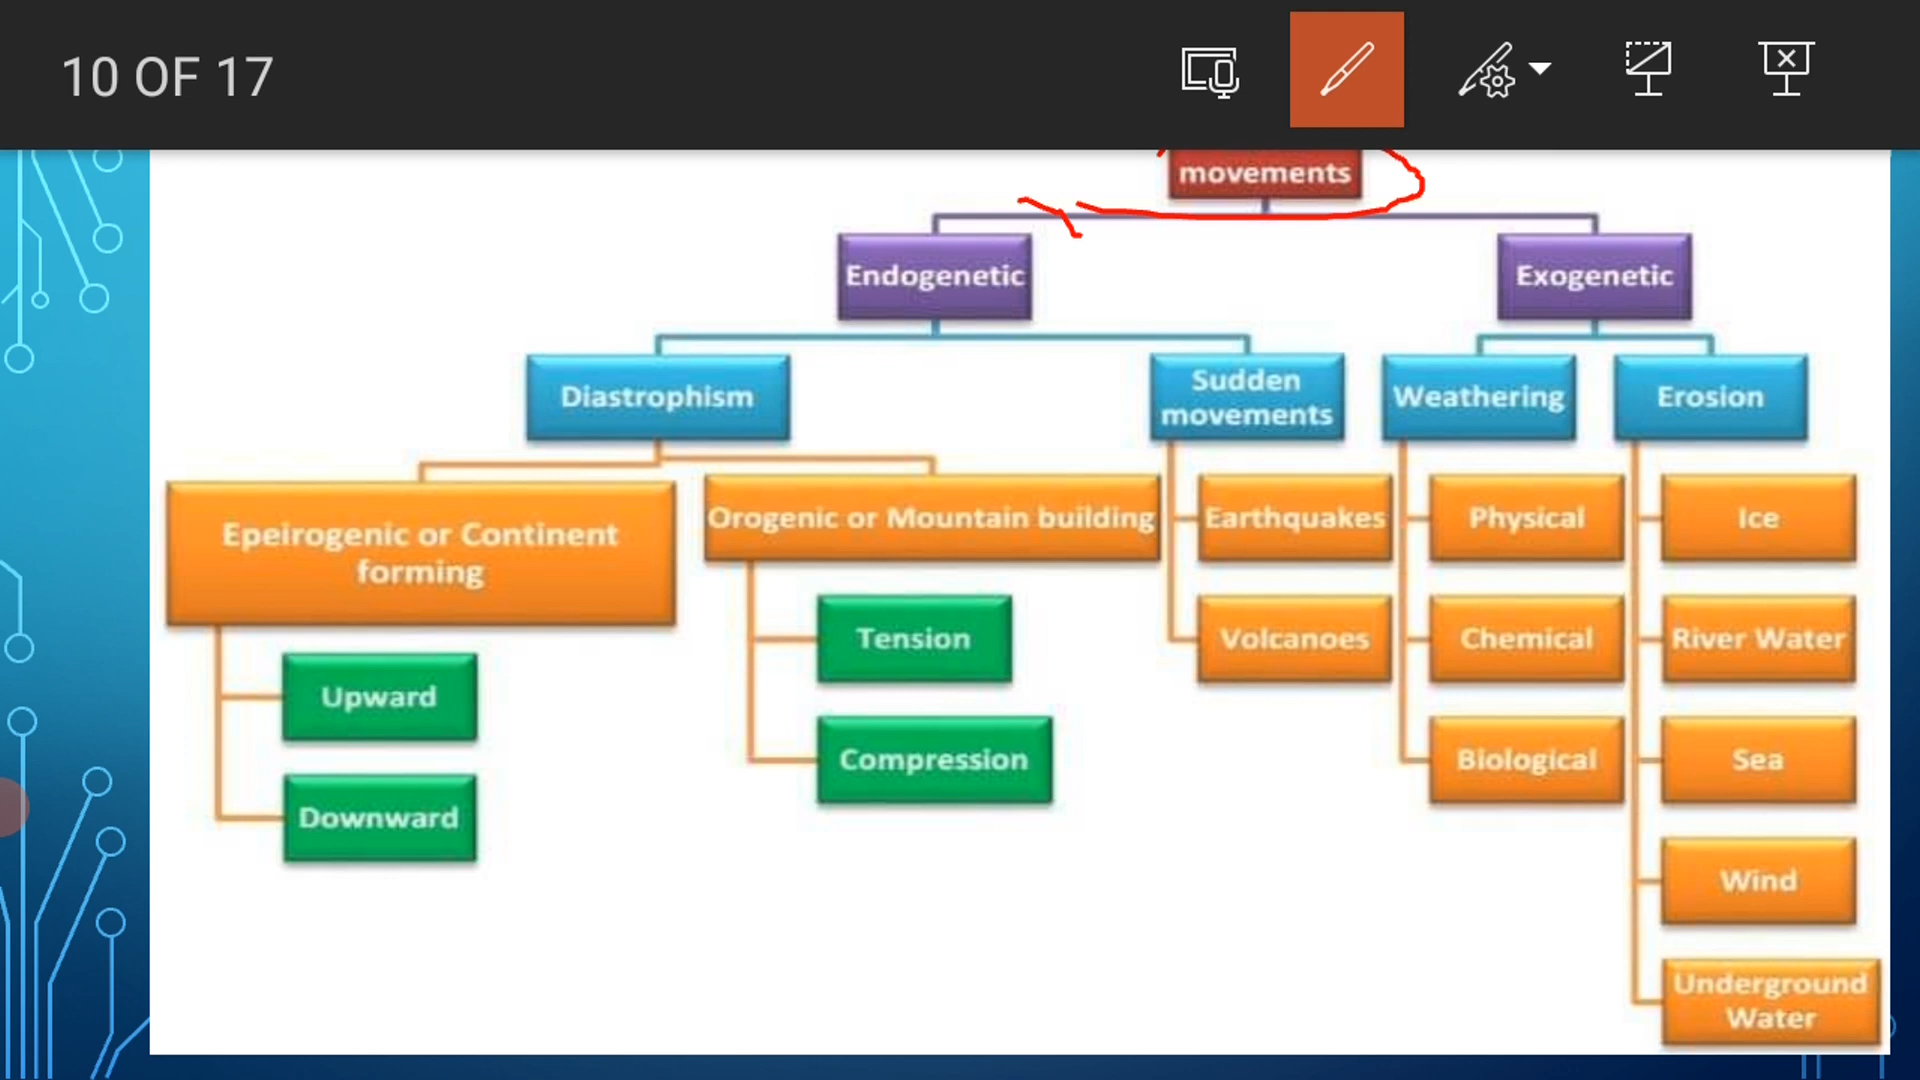 10 OF 17
movements
Endogenetic
Exogenetic
Diastrophism
Sudden
movements
Weathering
Erosion
Epeirogenic or Continent
forming
Orogenic or Mountain building
Earthquakes
Physical
Ice
Tension
Volcanoes
Chemical
River Water
Upward
Compression
Biological
Sea
Downward
Wind
Underground
Water